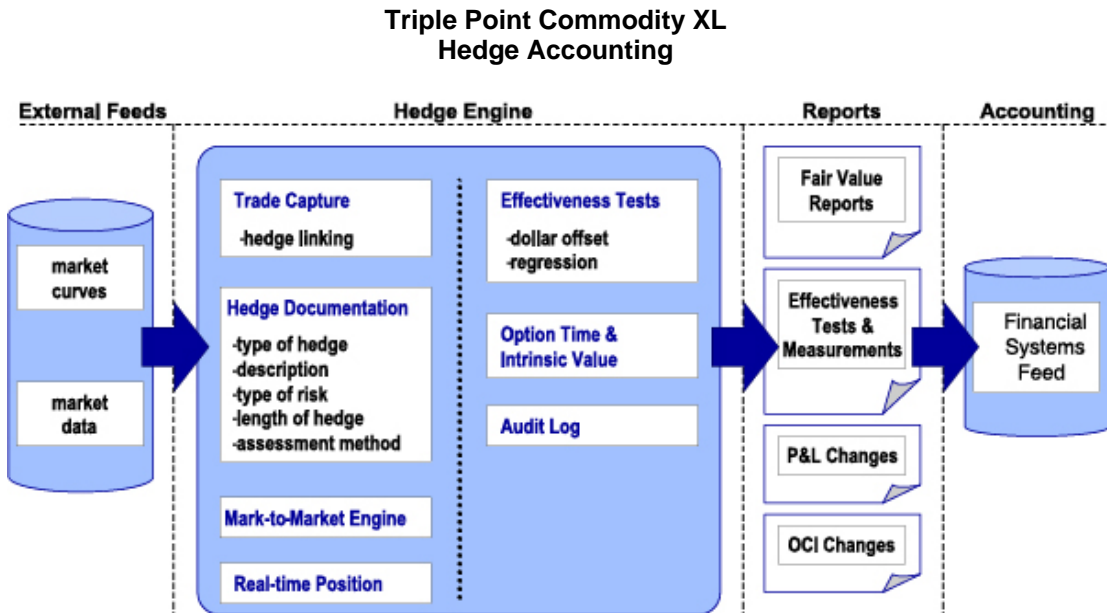 Triple Point Commodity XL
Hedge Accounting
External Feeds
Hedge Engine
Reports
Accounting
market
curves
market
data
Trade Capture
-hedge linking
Hedge Documentation
-type of hedge
-description
-type of risk
-length of hedge
-assessment method
Mark-to-Market Engine
Real-time Position
Effectiveness Tests
-dollar offset
-regression
Option Time &
Intrinsic Value
Audit Log
Fair Value
Reports
Effectiveness
Tests &
Measurements
P&L Changes
OCI Changes
Financial
Systems
Feed